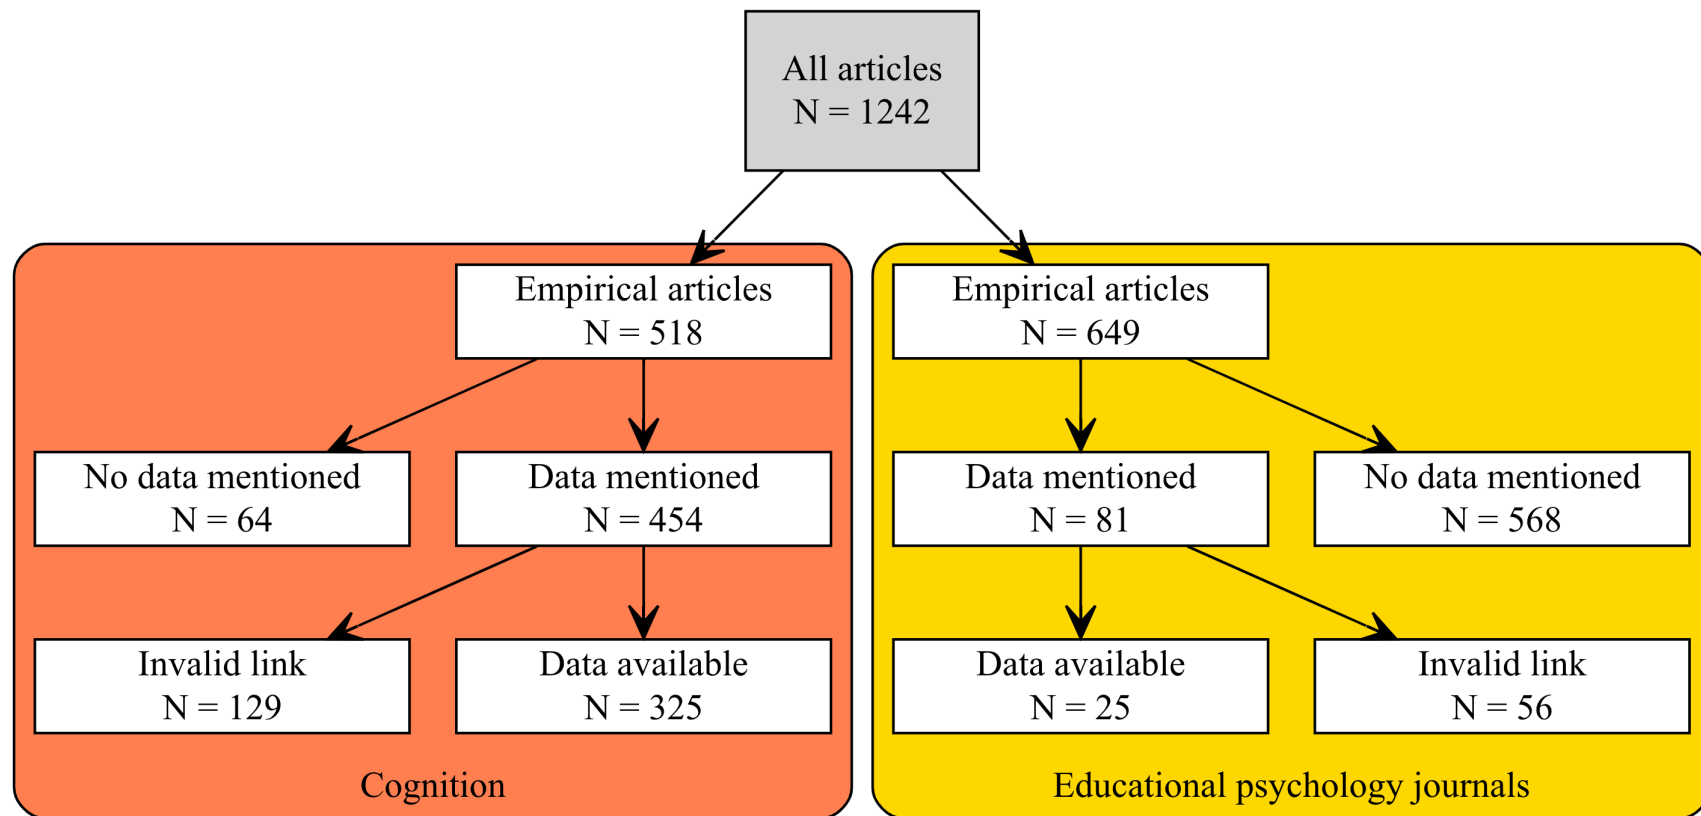 All articles
N = 1242
Empirical articles
N = 518
Empirical articles
N = 649
No data mentioned
N = 64
Data mentioned
N = 454
Data mentioned
N = 81
No data mentioned
N = 568
Invalid link
N = 129
Data available
N = 325
Data available
N = 25
Invalid link
N = 56
Cognition
Educational psychology journals